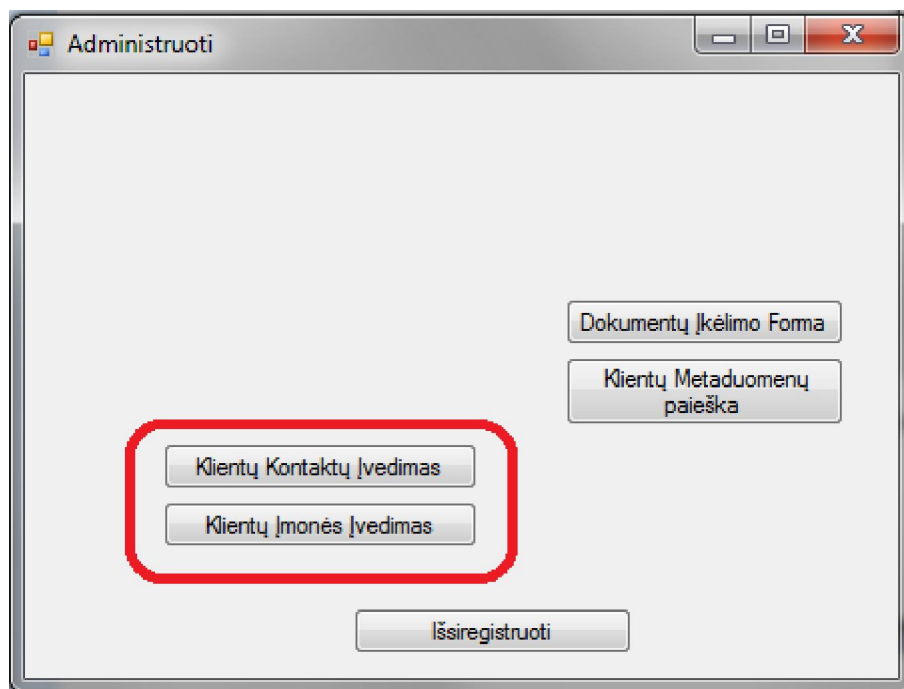 Administruoti
Dokumentų Įkėlimo Forma
Klientų Metaduomenų
paieška
Klientų Kontaktų Įvedimas
Klientų Įmonės Įvedimas
Išsiregistruoti